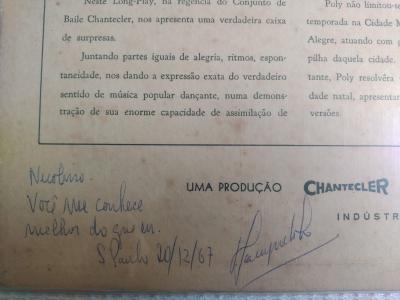 Neste Long-Play, na regência do Conjunto de
Baile Chantecler, nos apresenta uma verdadeira caixa
de surpresas.
Juntando partes iguais de alegria, ritmos, espon-
taneidade, nos dando a expressão exata do verdadeiro
sentido de música popular dançante, numa demons-
tração de sua enorme capacidade de assimilação de
Poly não limitou-se
temporada na Cidade M
Alegre, atuando com g
pilha daquela cidade.
tante, Poly resolvêra
dade natal, apresentan
versões.
UMA PRODUÇÃO CHANTECLER
INDÚSTR
Você me conhece
melhor do que eu.
S Paulo 20/12/67